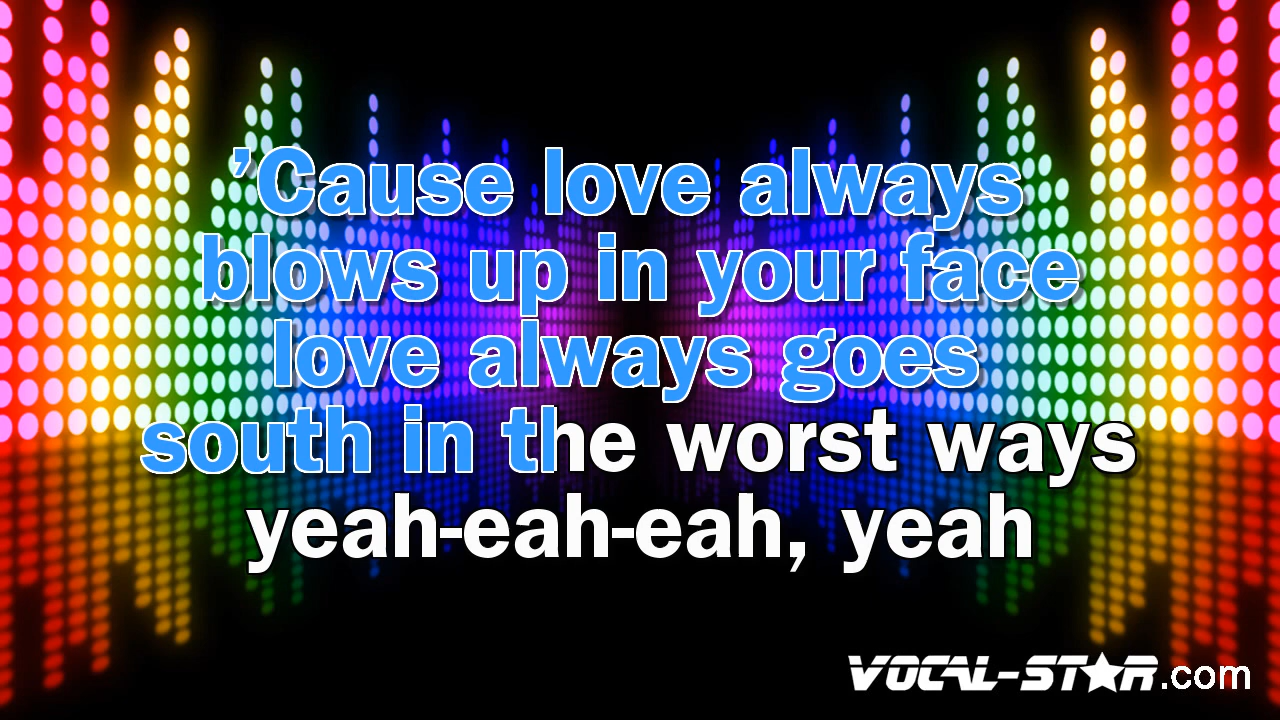 ’Cause love always
blows up in your face
love always goes
south in the worst ways
yeah-eah-eah, yeah
VOCAL-STAR.com